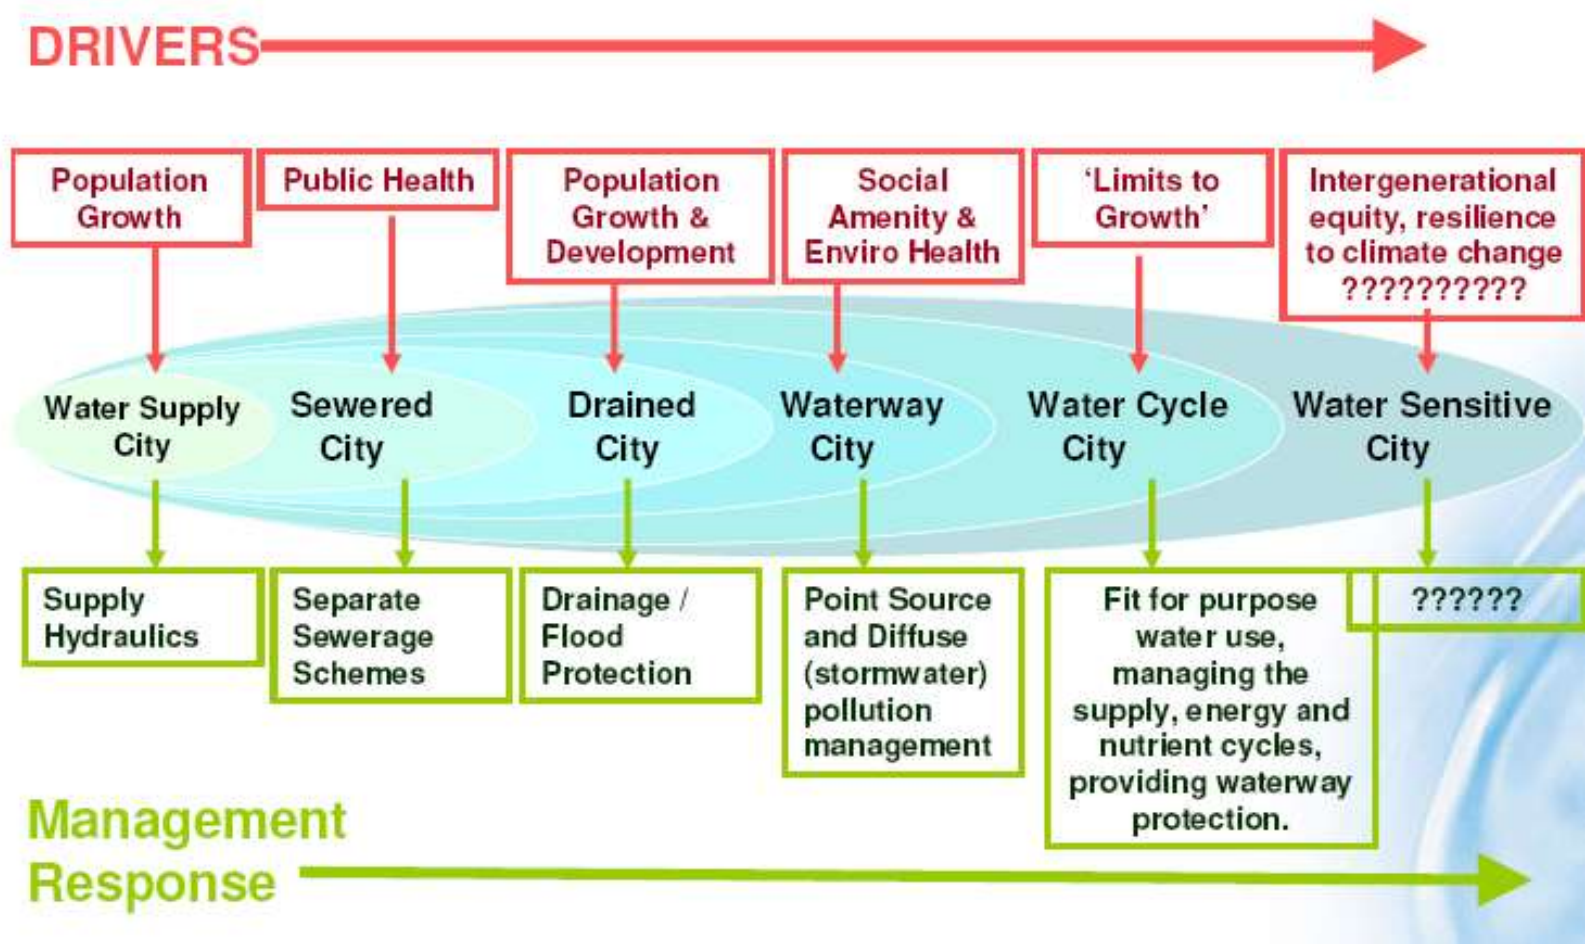 DRIVERS
Population
Growth
Public Health
Population
Growth &
Development
Social
Amenity &
Enviro Health
‘Limits to
Growth’
Intergenerational
equity, resilience
to climate change
??????????
Water Supply
City
Sewered
City
Drained
City
Waterway
City
Water Cycle
City
Water Sensitive
City
Supply
Hydraulics
Separate
Sewerage
Schemes
Drainage /
Flood
Protection
Point Source
and Diffuse
(stormwater)
pollution
management
Fit for purpose
water use,
managing the
supply, energy and
nutrient cycles,
providing waterway
protection.
??????
Management
Response